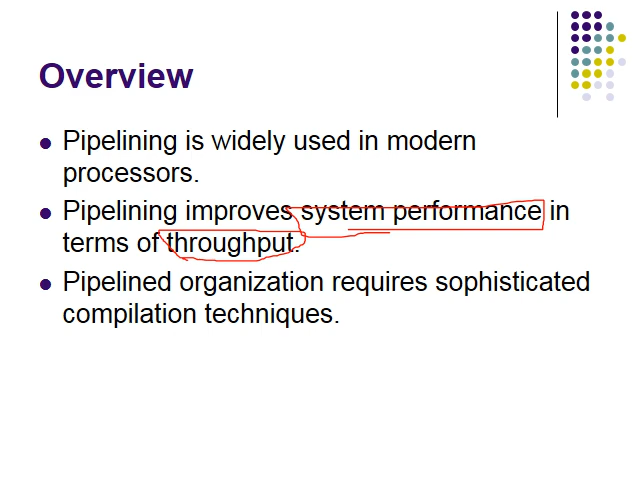 Overview
Pipelining is widely used in modern
processors.
Pipelining improves system performance in
terms of throughput.
Pipelined organization requires sophisticated
compilation techniques.